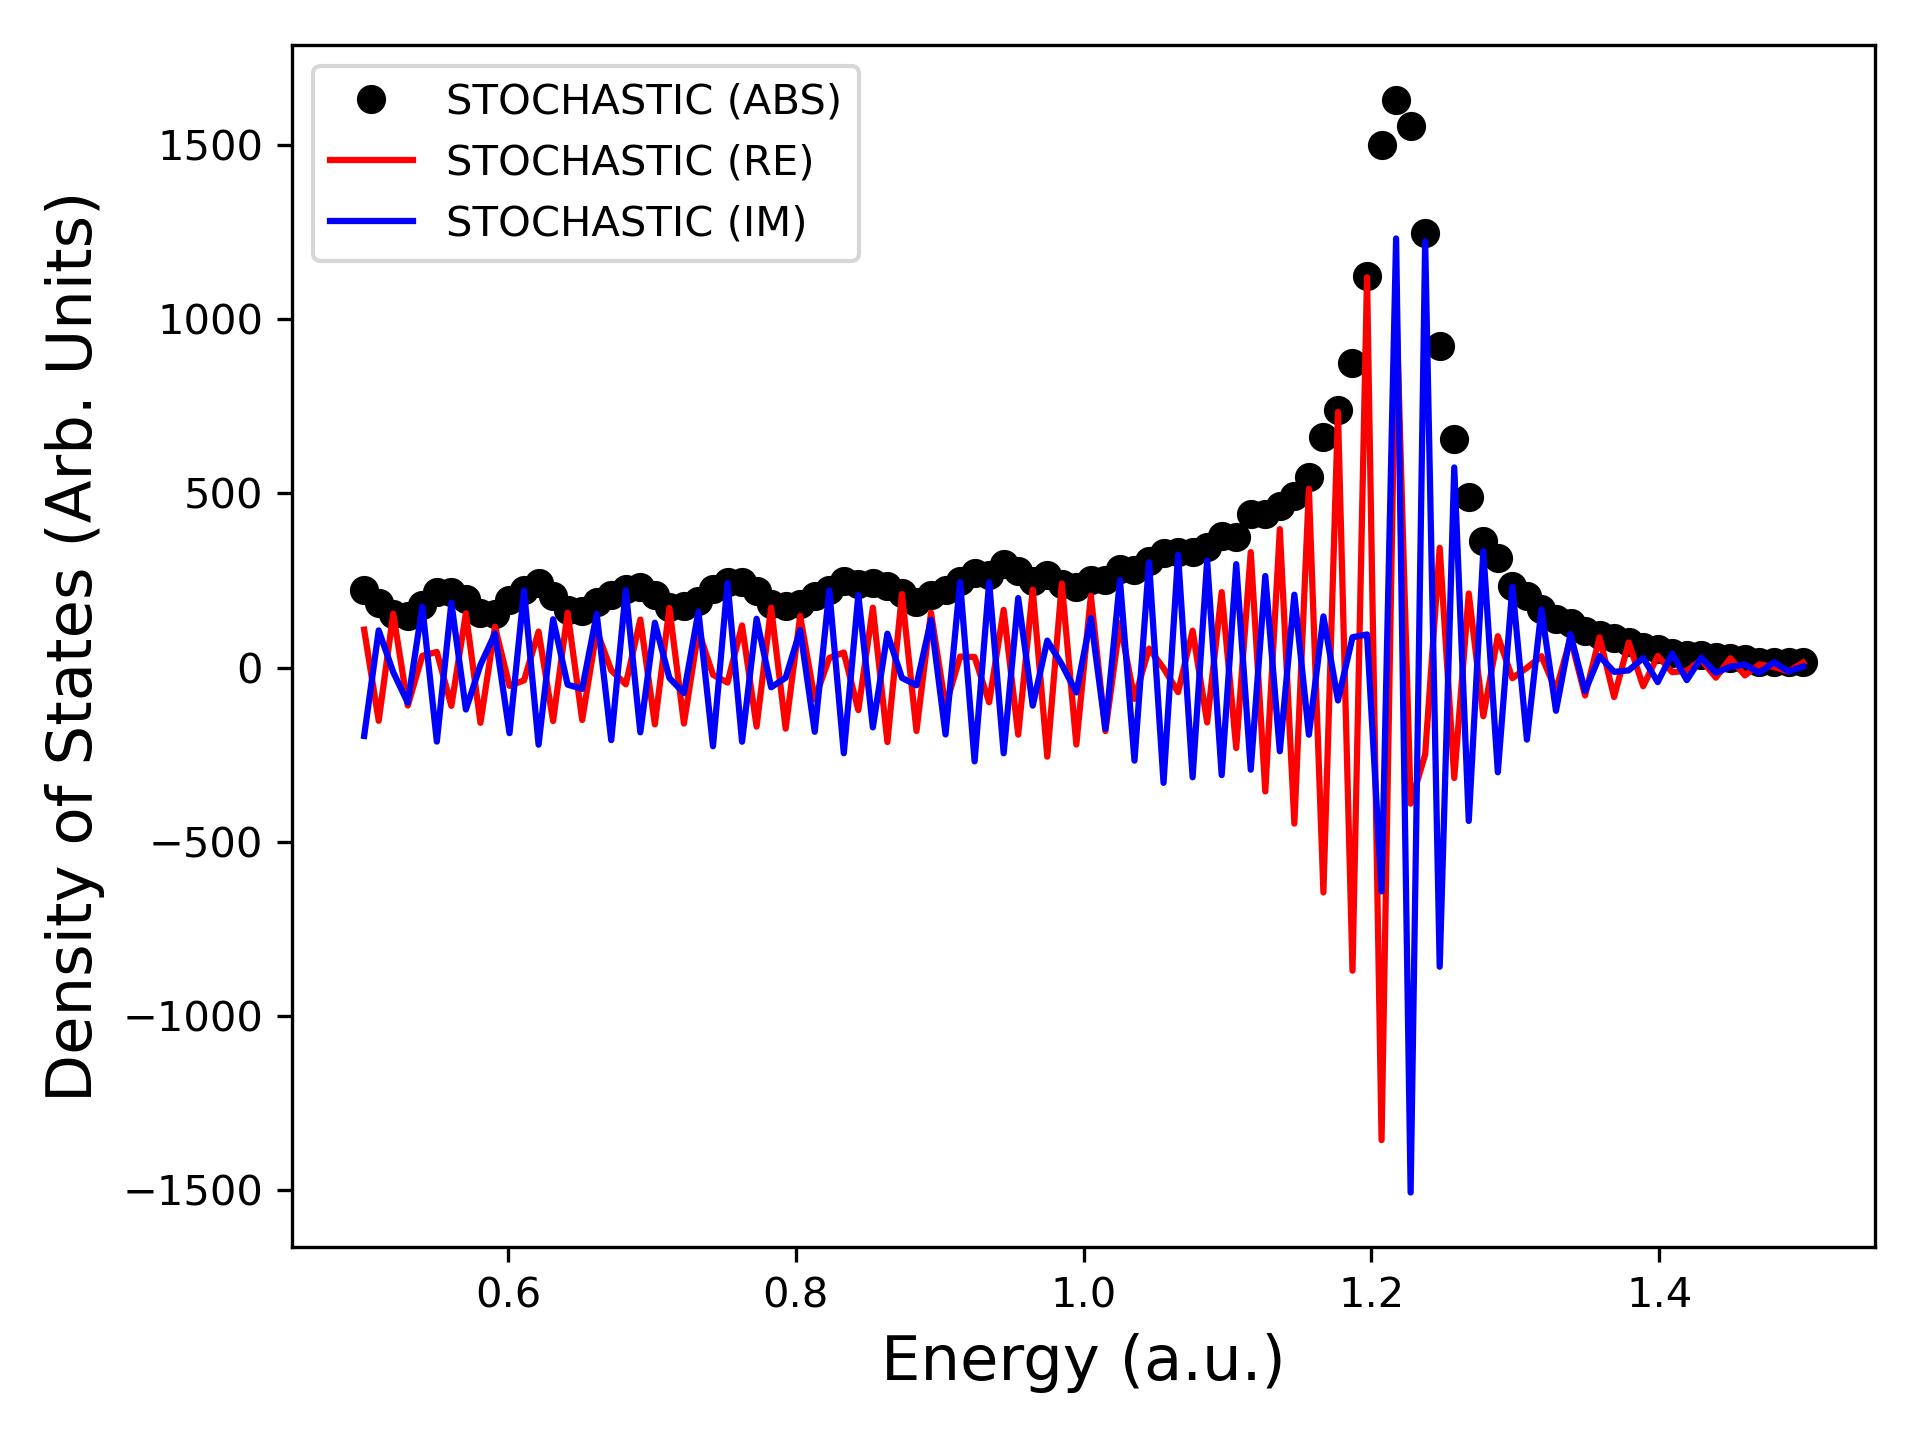 STOCHASTIC (ABS)
STOCHASTIC (RE)
STOCHASTIC (IM)
Density of States (Arb. Units)
1500
1000
500
0
−500
−1000
−1500
0.6 0.8 1.0 1.2 1.4
Energy (a.u.)